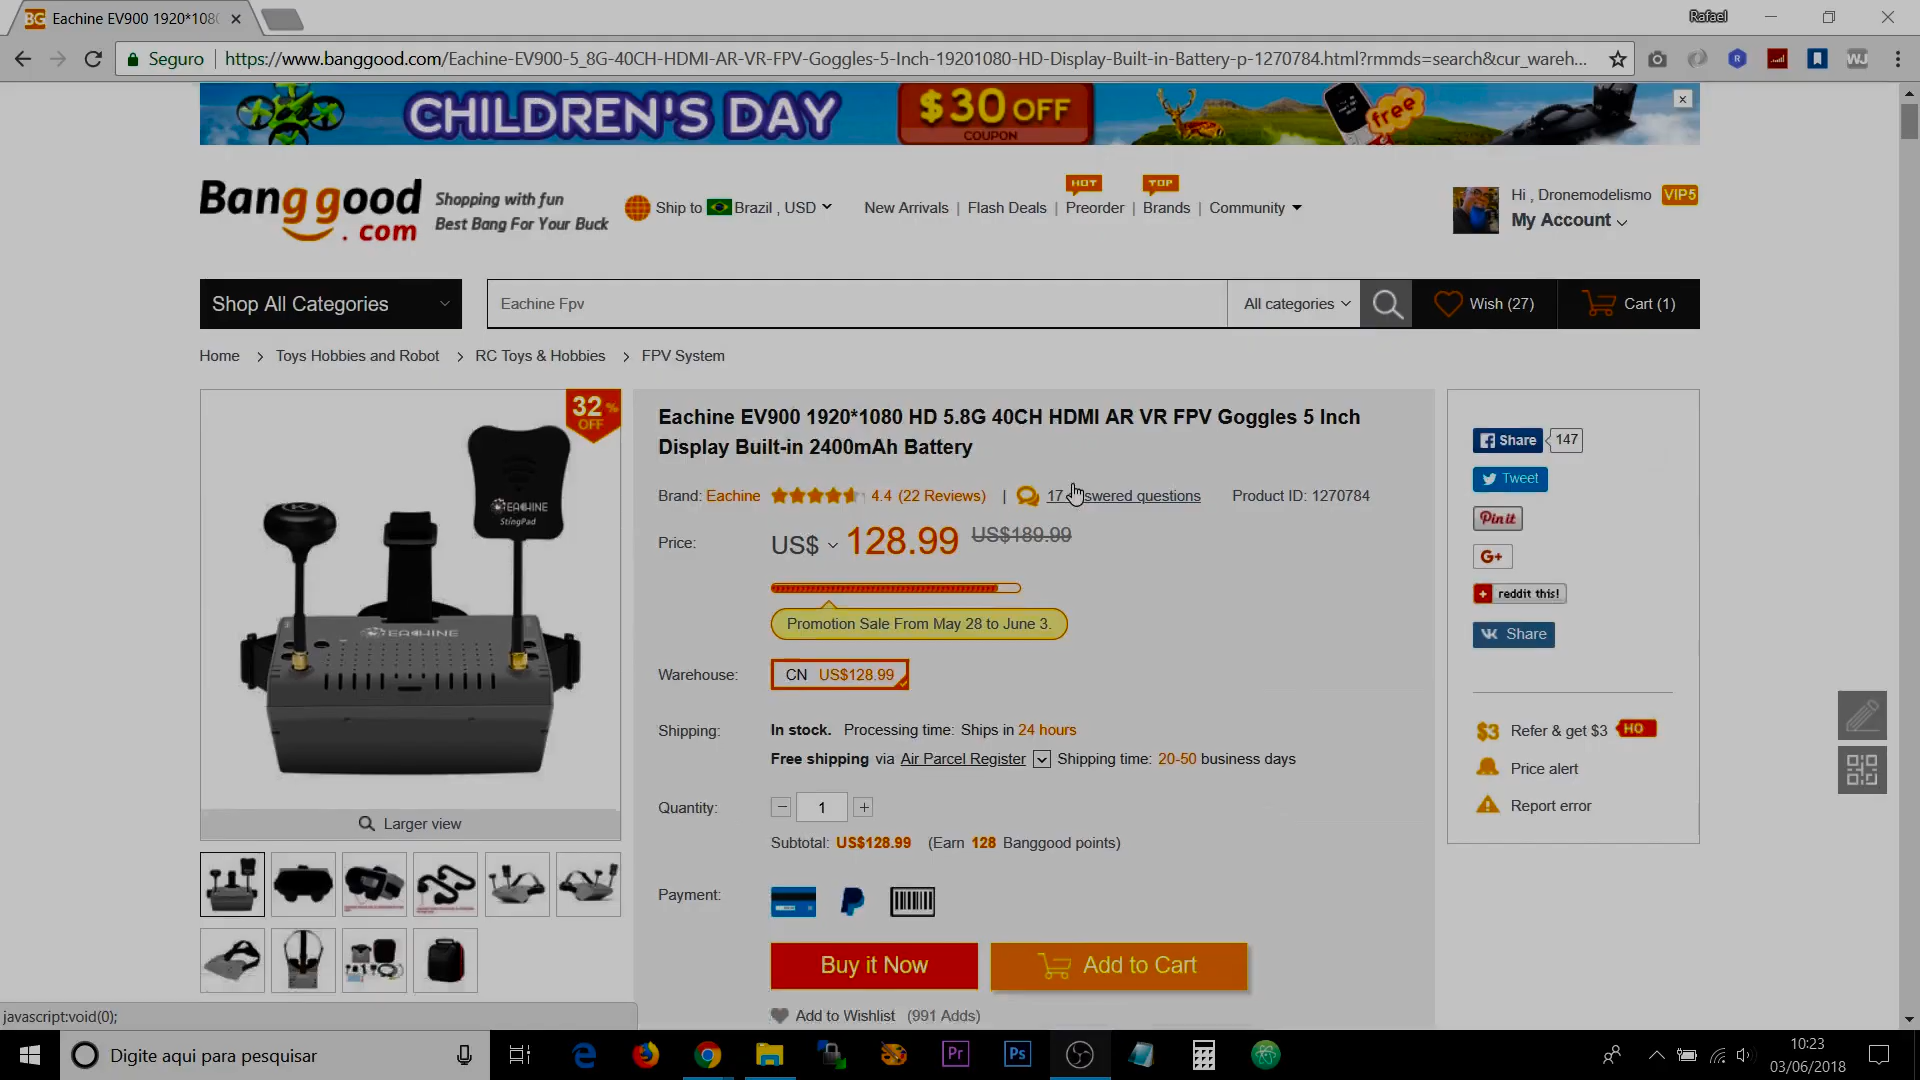 Eachine EV900 1920*108
Rafael
Seguro
https://www.banggood.com/Eachine-EV900-5_8G-40CH-HDMI-AR-VR-FPV-Goggles-5-Inch-19201080-HD-Display-Built-in-Battery-p-1270784.html?rmmds=search&cur_wareh...
CHILDREN'S DAY
$30 OFF
COUPON
free
Banggood
.com
Shopping with fun
Best Bang For Your Buck
Ship to Brazil , USD
New Arrivals | Flash Deals | Preorder | Brands | Community
HOT
TOP
Hi , Dronemodelismo VIP5
My Account
Shop All Categories
Eachine Fpv
All categories
Wish (27)
Cart (1)
Home > Toys Hobbies and Robot > RC Toys & Hobbies > FPV System
32%
OFF
EACHINE
StingPad
EACHINE
Larger view
Eachine EV900 1920*1080 HD 5.8G 40CH HDMI AR VR FPV Goggles 5 Inch
Display Built-in 2400mAh Battery
Brand: Eachine 4.4 (22 Reviews) | 17 answered questions Product ID: 1270784
Price: US$ 128.99 US$189.99
Promotion Sale From May 28 to June 3.
Warehouse: CN US$128.99
Shipping: In stock. Processing time: Ships in 24 hours
Free shipping via Air Parcel Register Shipping time: 20-50 business days
Quantity: − 1 +
Subtotal: US$128.99 (Earn 128 Banggood points)
Payment:
Buy it Now
Add to Cart
Add to Wishlist (991 Adds)
Share 147
Tweet
Pin it
G+
reddit this!
Share
$3 Refer & get $3 HO
Price alert
Report error
javascript:void(0);
Digite aqui para pesquisar
Pr
Ps
10:23
03/06/2018